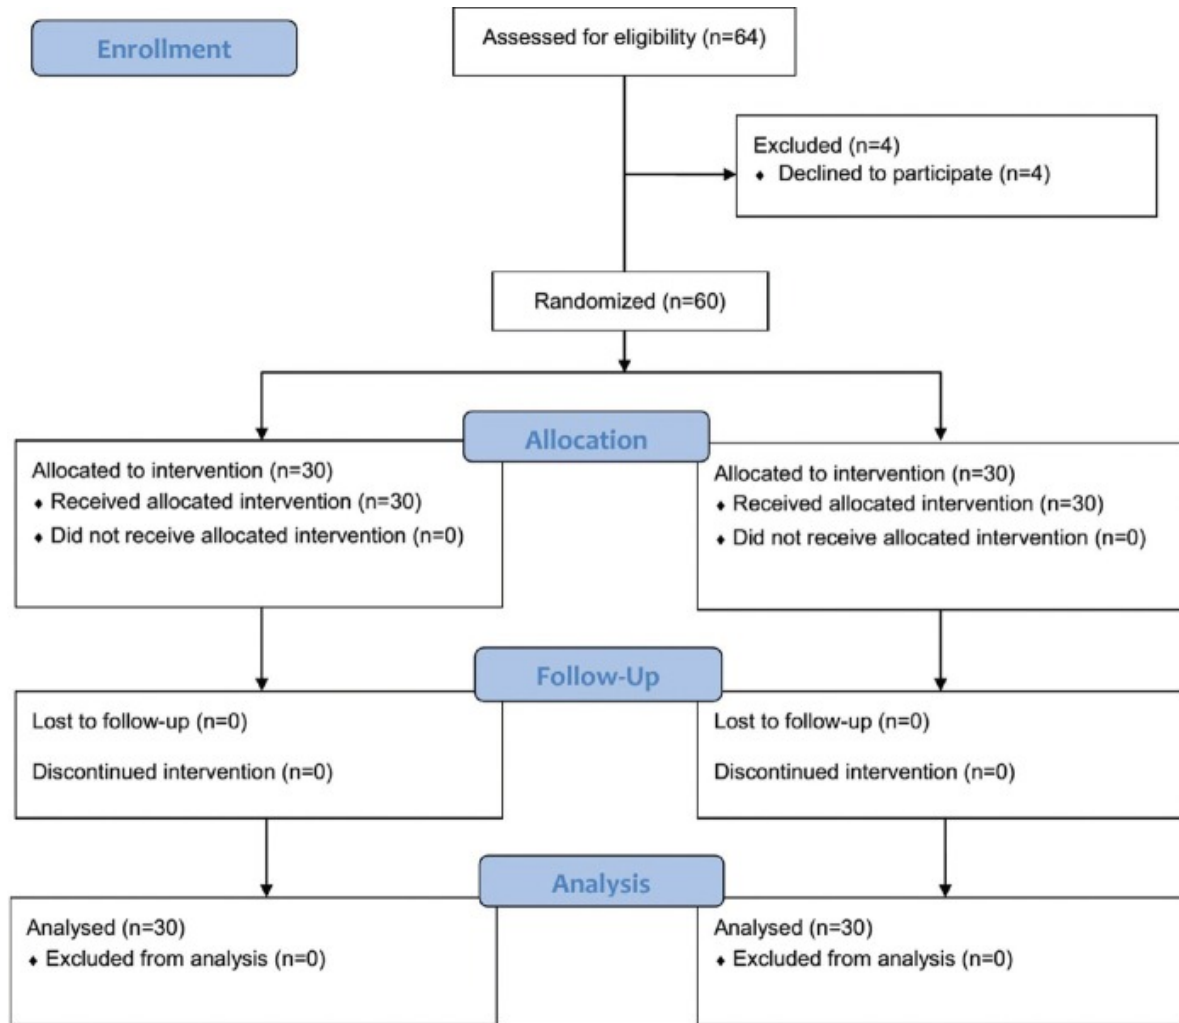 Enrollment
Assessed for eligibility (n=64)
Excluded (n=4)
♦ Declined to participate (n=4)
Randomized (n=60)
Allocation
Allocated to intervention (n=30)
♦ Received allocated intervention (n=30)
♦ Did not receive allocated intervention (n=0)
Allocated to intervention (n=30)
♦ Received allocated intervention (n=30)
♦ Did not receive allocated intervention (n=0)
Follow-Up
Lost to follow-up (n=0)
Discontinued intervention (n=0)
Lost to follow-up (n=0)
Discontinued intervention (n=0)
Analysis
Analysed (n=30)
♦ Excluded from analysis (n=0)
Analysed (n=30)
♦ Excluded from analysis (n=0)